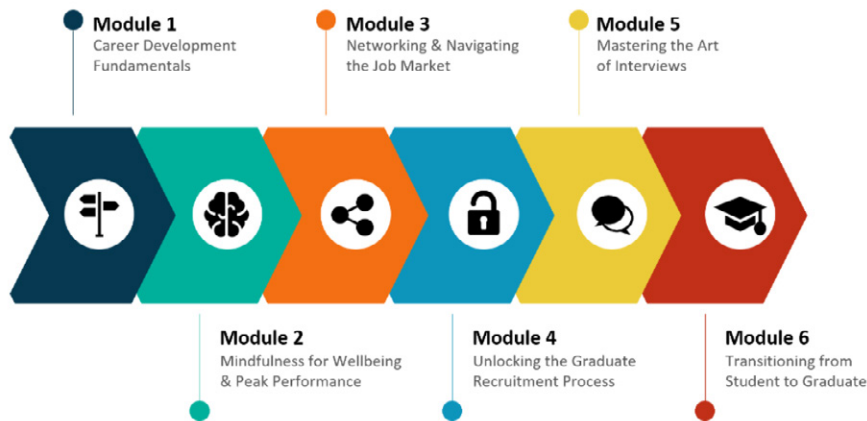 Module 1
Career Development
Fundamentals
Module 3
Networking & Navigating
the Job Market
Module 5
Mastering the Art
of Interviews
Module 2
Mindfulness for Wellbeing
& Peak Performance
Module 4
Unlocking the Graduate
Recruitment Process
Module 6
Transitioning from
Student to Graduate